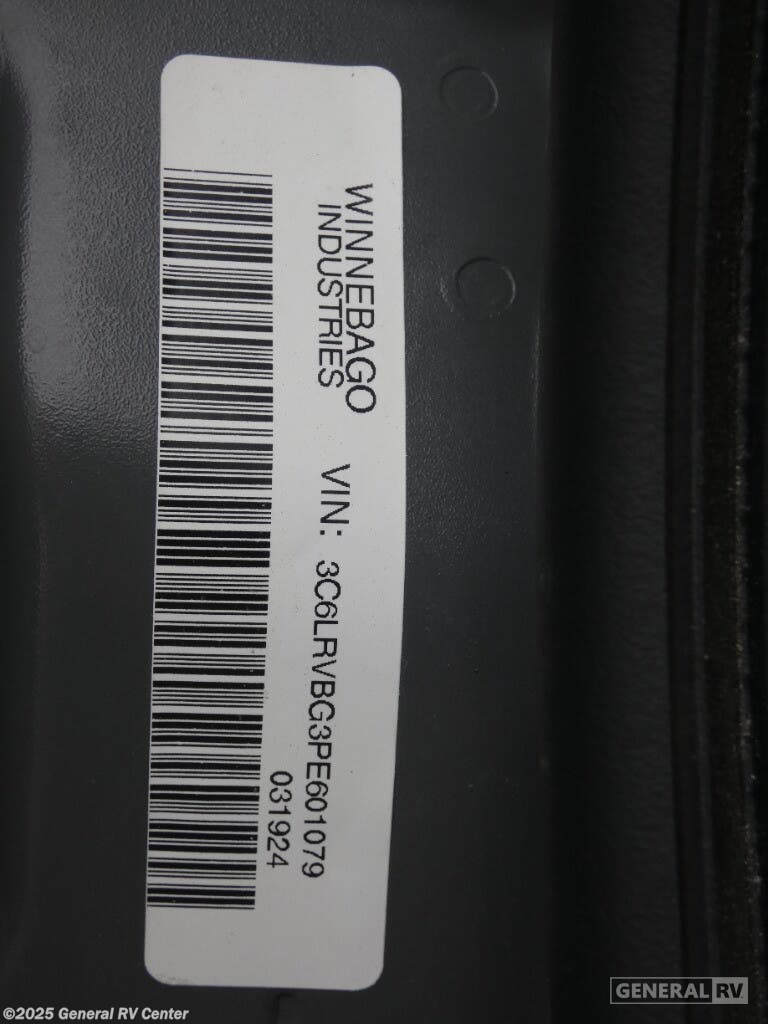 WINNEBAGO
INDUSTRIES VIN: 3C6LRVBG3PE601079
031924
©2025 General RV Center
GENERAL RV